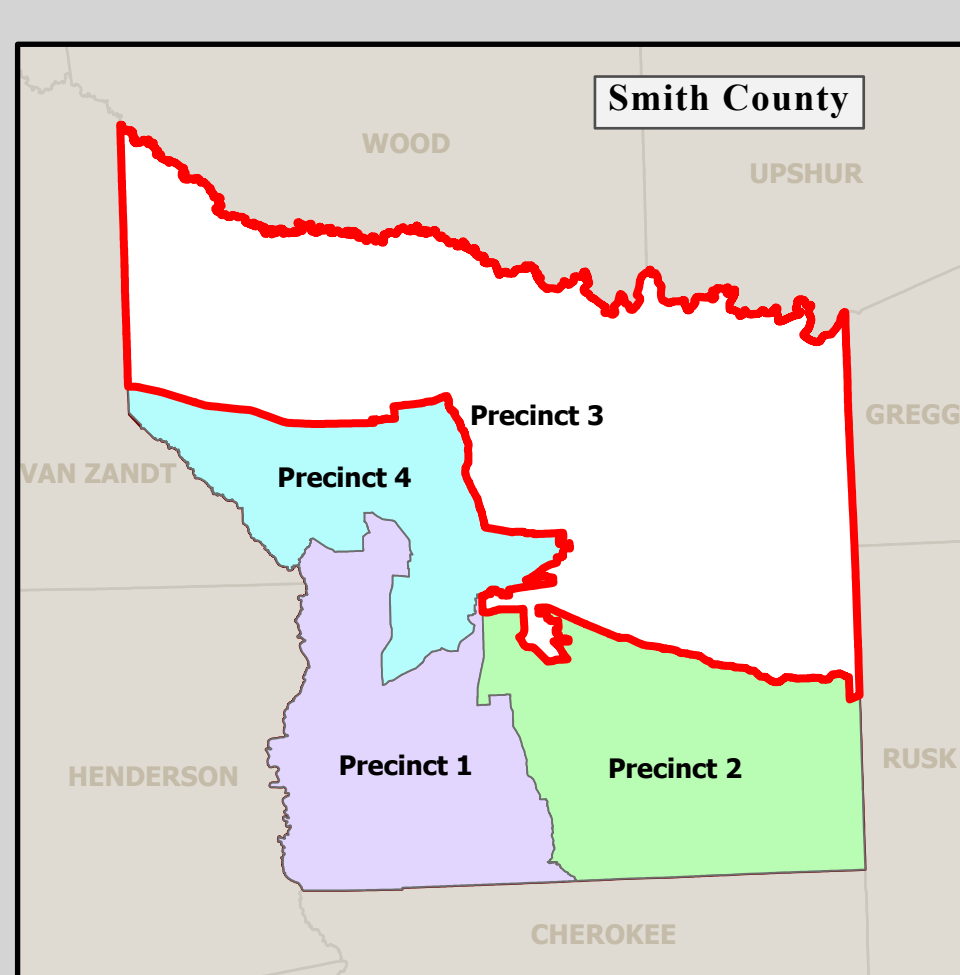 Smith County
WOOD
UPSHUR
Precinct 3
GREGG
VAN ZANDT
Precinct 4
Precinct 1
Precinct 2
RUSK
HENDERSON
CHEROKEE